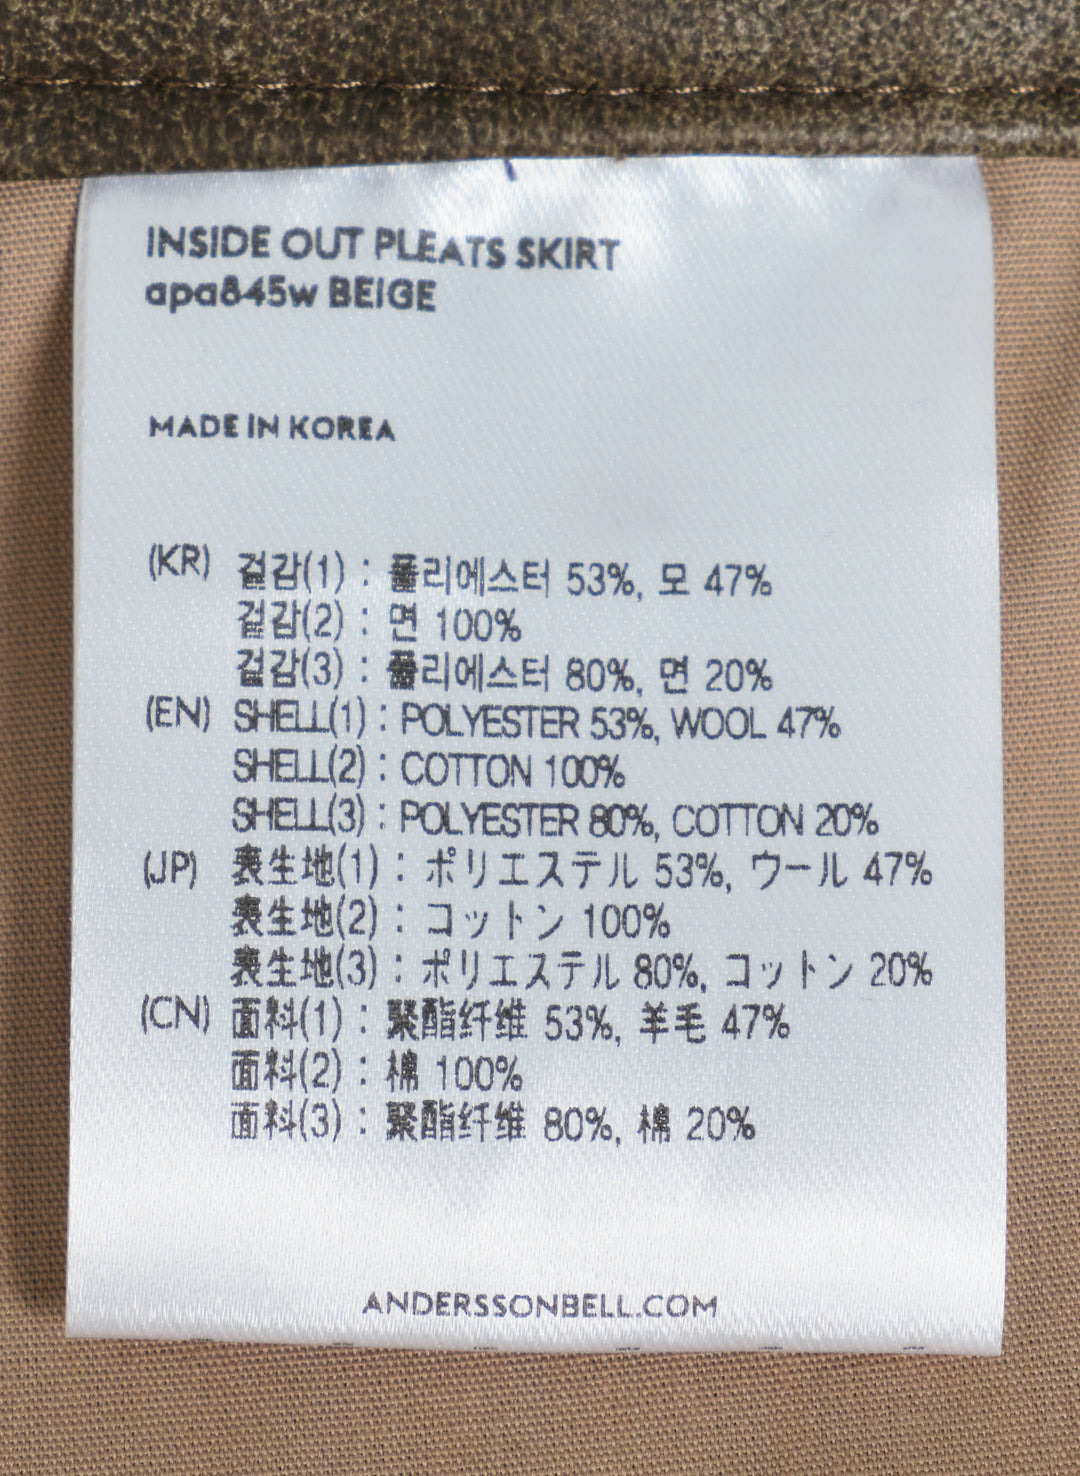 INSIDE OUT PLEATS SKIRT
apa845w BEIGE
MADE IN KOREA
(KR) 겉감(1) : 폴리에스터 53%, 모 47%
겉감(2) : 면 100%
겉감(3) : 폴리에스터 80%, 면 20%
(EN) SHELL(1) : POLYESTER 53%, WOOL 47%
SHELL(2) : COTTON 100%
SHELL(3) : POLYESTER 80%, COTTON 20%
(JP) 表生地(1) : ポリエステル 53%, ウール 47%
表生地(2) : コットン 100%
表生地(3) : ポリエステル 80%, コットン 20%
(CN) 面料(1) : 聚酯纤维 53%, 羊毛 47%
面料(2) : 棉 100%
面料(3) : 聚酯纤维 80%, 棉 20%
ANDERSSONBELL.COM